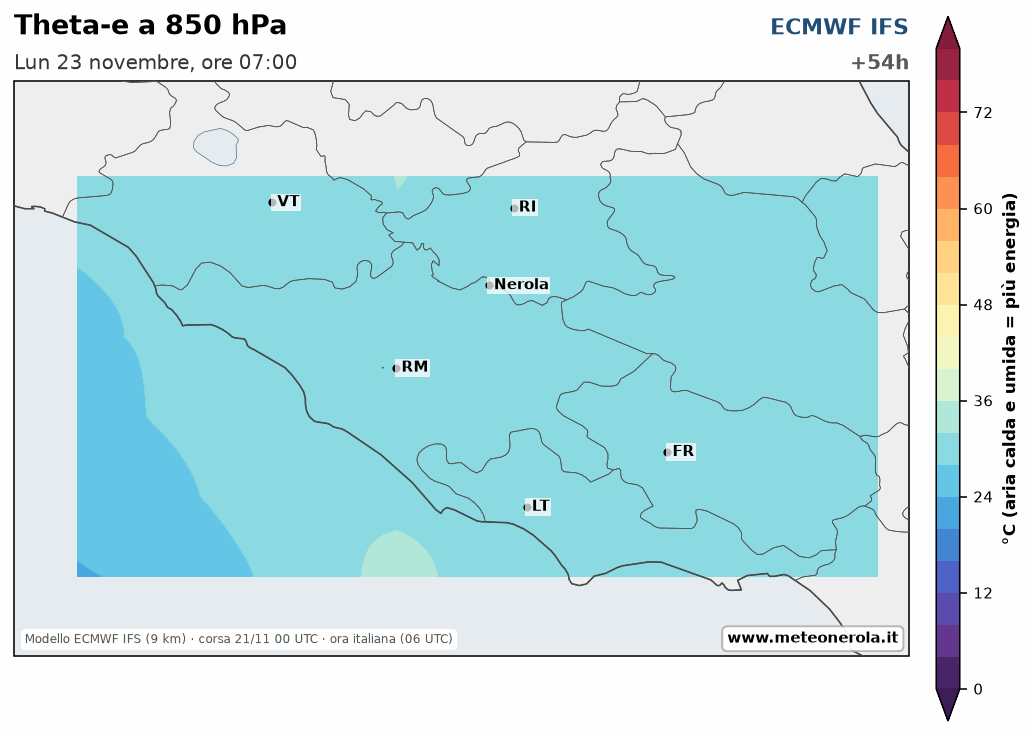 Theta-e a 850 hPa
ECMWF IFS
Lun 23 novembre, ore 07:00
+54h
VT
RI
Nerola
RM
FR
LT
72
60
48
36
24
12
0
°C (aria calda e umida = più energia)
Modello ECMWF IFS (9 km) · corsa 21/11 00 UTC · ora italiana (06 UTC)
www.meteonerola.it